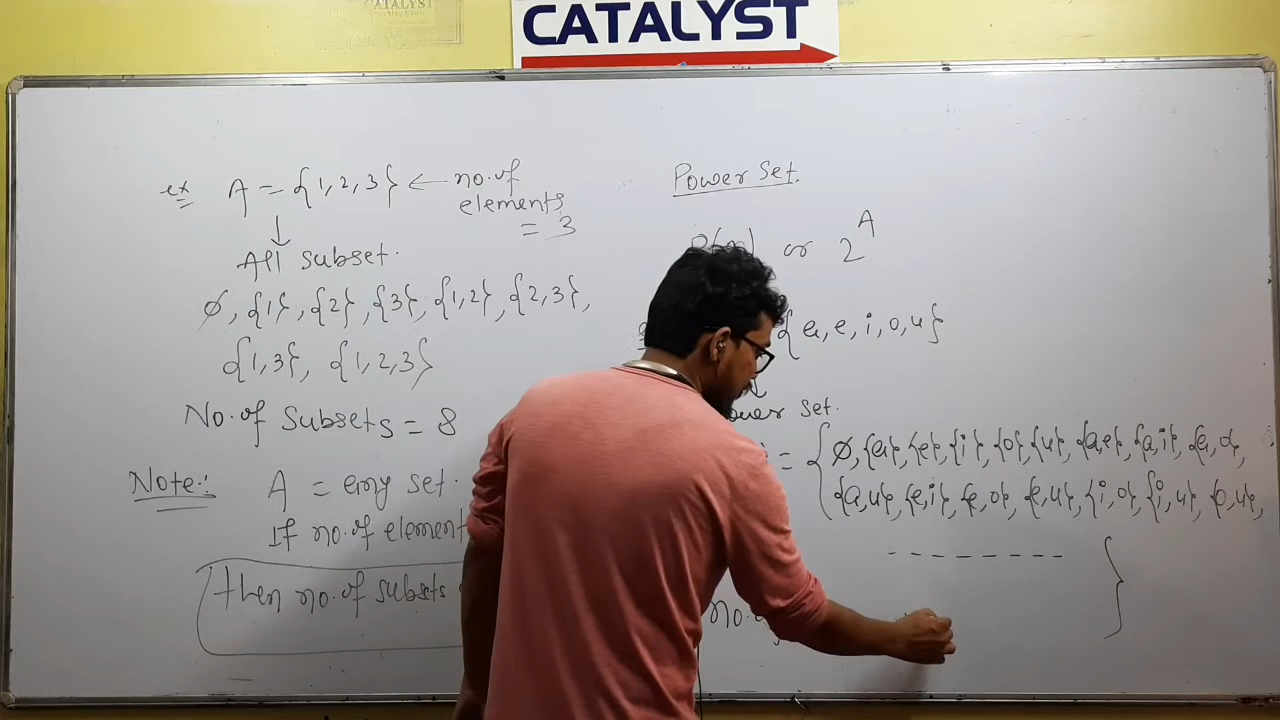 CATALYST
CATALYST
ex A = {1,2,3} ← no. of
elements
= 3
↓
All subset.
∅, {1}, {2}, {3}, {1,2}, {2,3},
{1,3}, {1,2,3}
No. of subsets = 8
Note:
A = any set.
If no. of element
then no. of subsets
Power Set.
or 2^A
{a, e, i, o, u}
↓
set.
= {∅, {a}, {e}, {i}, {o}, {u}, {a,e}, {a,i}, {a,o},
{a,u}, {e,i}, {e,o}, {e,u}, {i,o}, {i,u}, {o,u},
- - - - - - - - }
no.